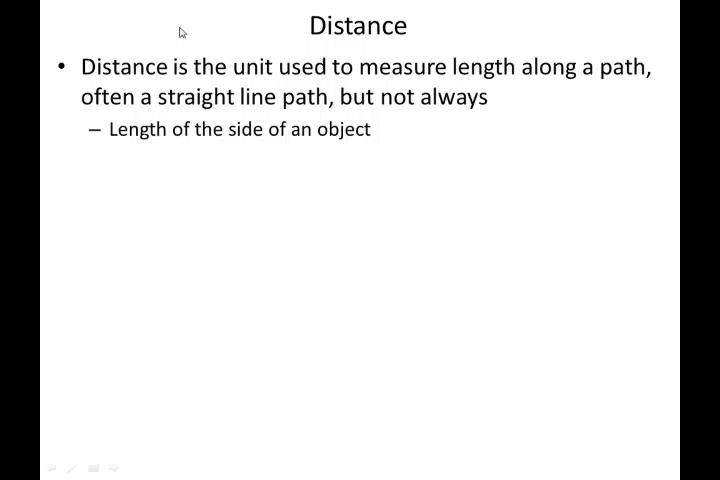 Distance
• Distance is the unit used to measure length along a path,
often a straight line path, but not always
– Length of the side of an object